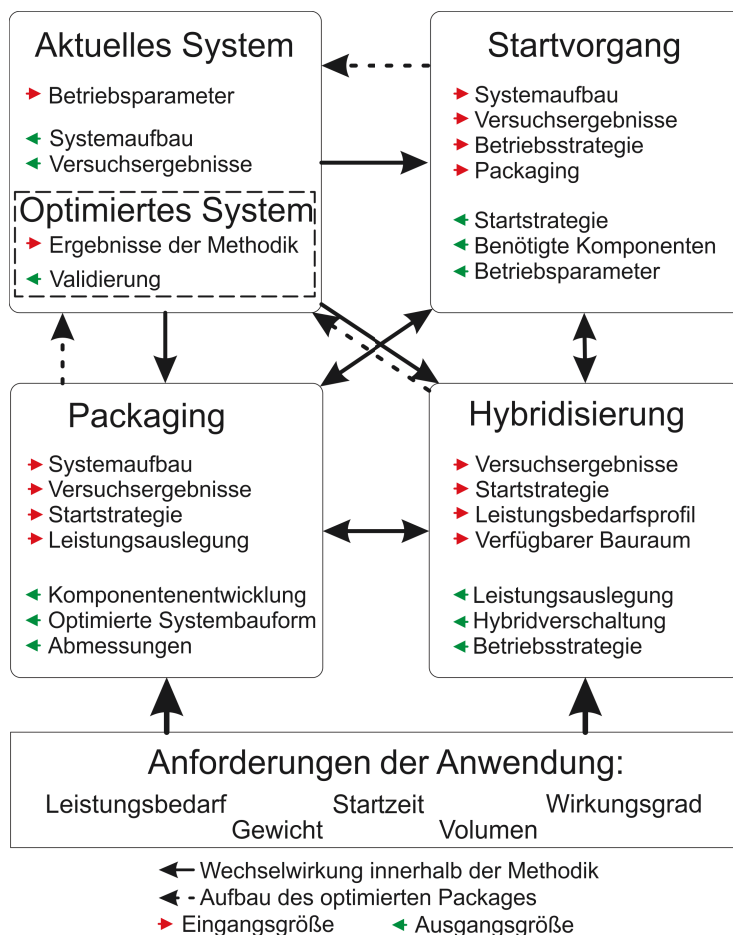 Aktuelles System
Betriebsparameter
Systemaufbau
Versuchsergebnisse
Optimiertes System
Ergebnisse der Methodik
Validierung
Startvorgang
Systemaufbau
Versuchsergebnisse
Betriebsstrategie
Packaging
Startstrategie
Benötigte Komponenten
Betriebsparameter
Packaging
Systemaufbau
Versuchsergebnisse
Startstrategie
Leistungsauslegung
Komponentenentwicklung
Optimierte Systembauform
Abmessungen
Hybridisierung
Versuchsergebnisse
Startstrategie
Leistungsbedarfsprofil
Verfügbarer Bauraum
Leistungsauslegung
Hybridverschaltung
Betriebsstrategie
Anforderungen der Anwendung:
Leistungsbedarf Startzeit Wirkungsgrad
Gewicht Volumen
Wechselwirkung innerhalb der Methodik
Aufbau des optimierten Packages
Eingangsgröße Ausgangsgröße